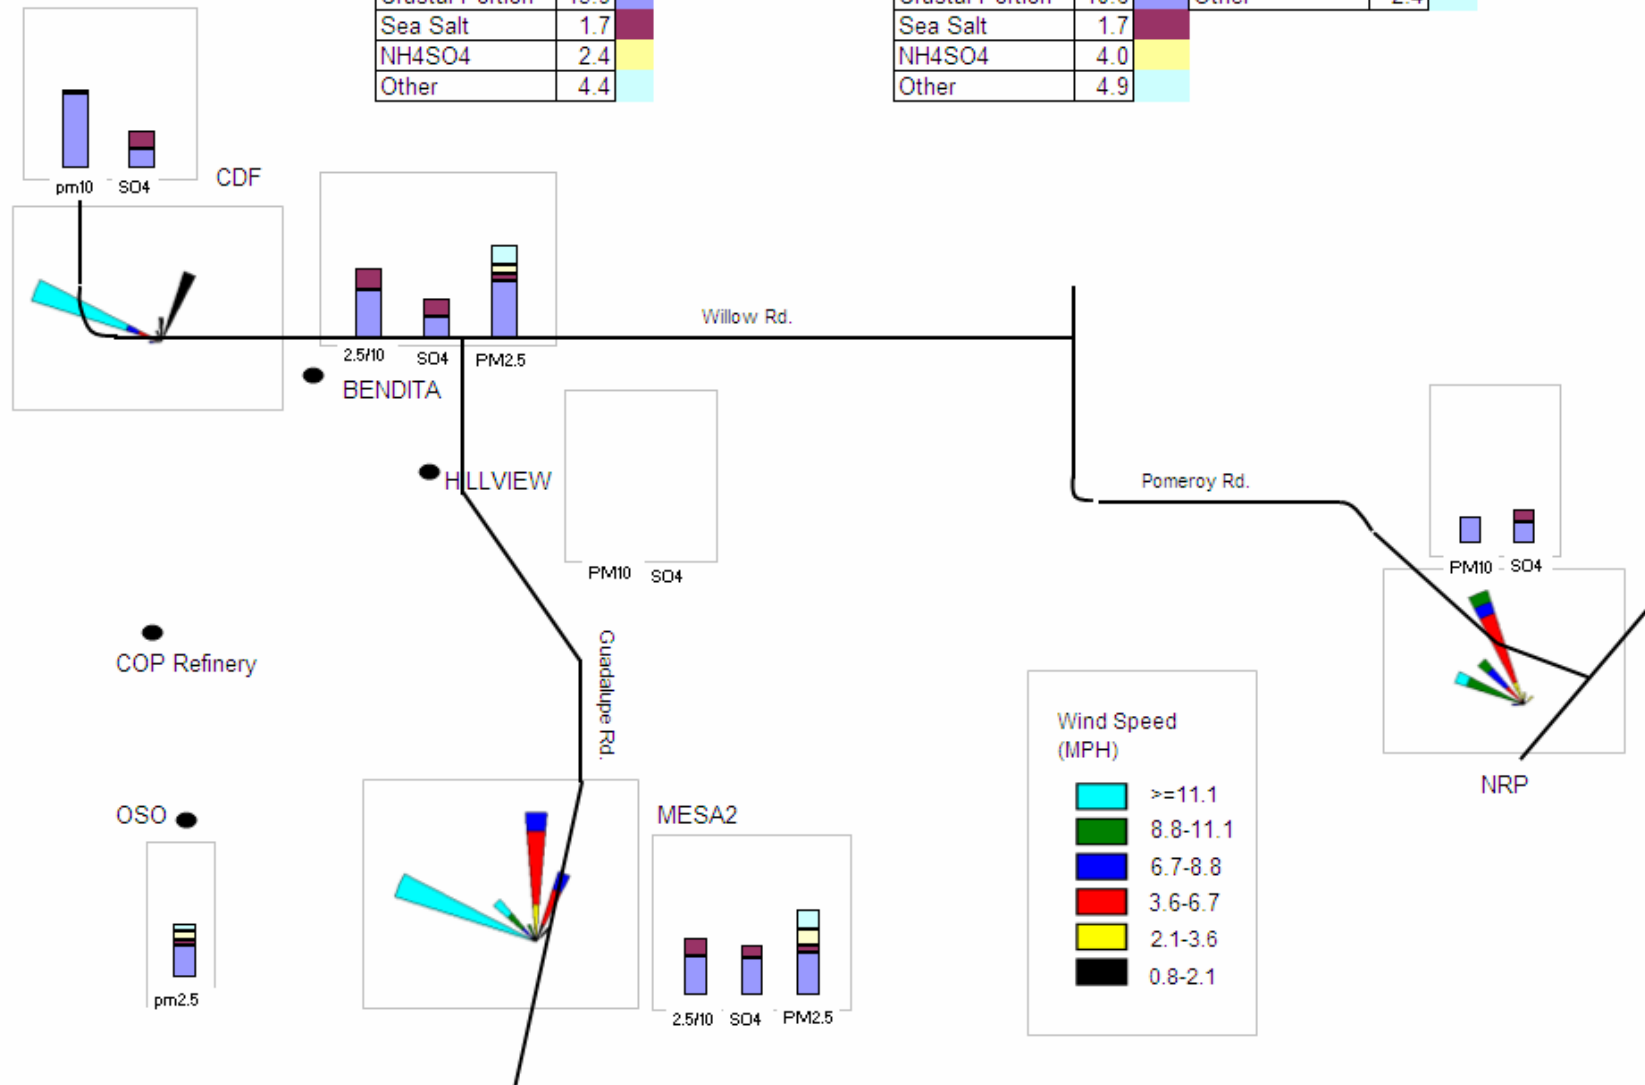 Sea Salt 1.7
NH4SO4 2.4
Other 4.4
Sea Salt 1.7
NH4SO4 4.0
Other 4.9
pm10 SO4
CDF
Willow Rd.
2.5/10 SO4 PM2.5
BENDITA
HILLVIEW
PM10 SO4
Pomeroy Rd.
PM10 SO4
NRP
COP Refinery
Guadalupe Rd.
OSO
pm2.5
MESA2
2.5/10 SO4 PM2.5
Wind Speed
(MPH)
>=11.1
8.8-11.1
6.7-8.8
3.6-6.7
2.1-3.6
0.8-2.1